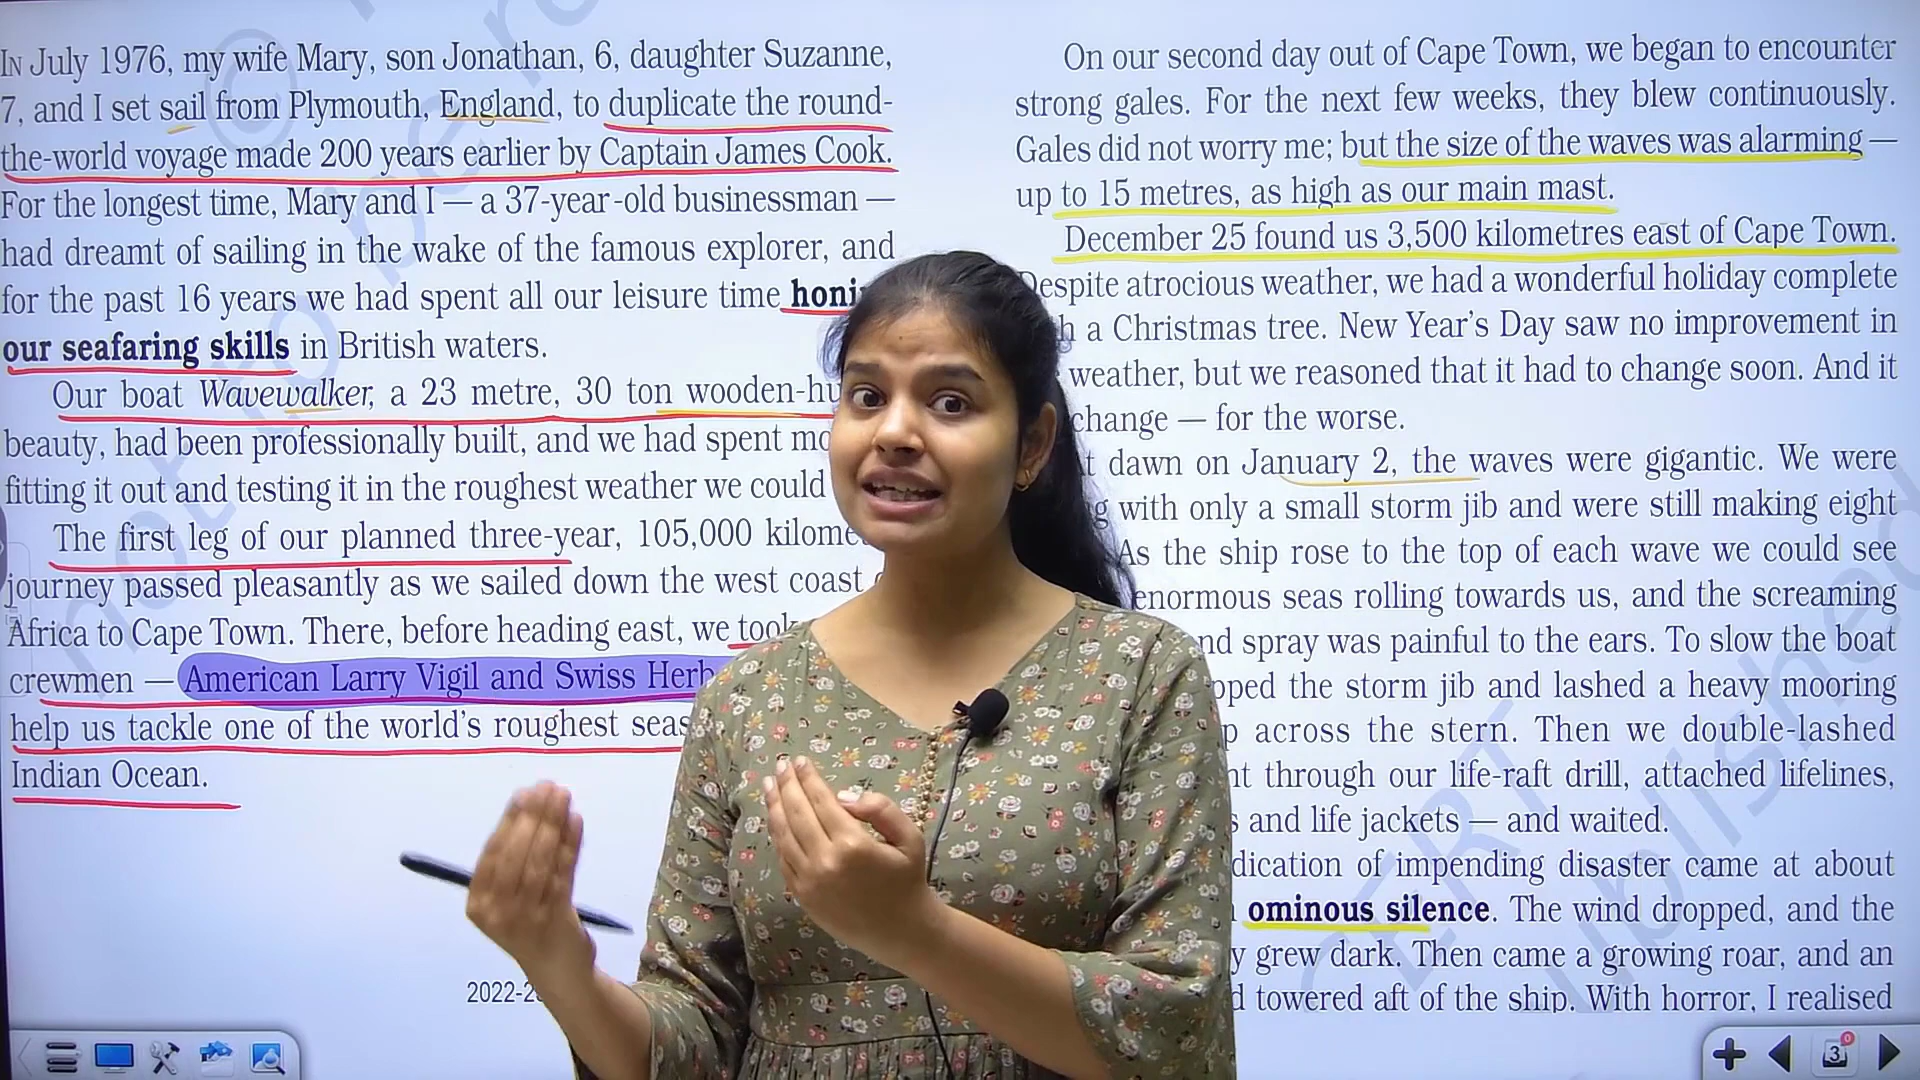 IN July 1976, my wife Mary, son Jonathan, 6, daughter Suzanne,
7, and I set sail from Plymouth, England, to duplicate the round-
the-world voyage made 200 years earlier by Captain James Cook.
For the longest time, Mary and I — a 37-year-old businessman —
had dreamt of sailing in the wake of the famous explorer, and
for the past 16 years we had spent all our leisure time
our seafaring skills in British waters.
Our boat Wavewalker, a 23 metre, 30 ton
beauty, had been professionally built, and we had spent
fitting it out and testing it in the roughest weather we could
The first leg of our planned three-year, 105,000
journey passed pleasantly as we sailed down the west coast
Africa to Cape Town. There, before heading east, we took
crewmen — American Larry Vigil and Swiss Herb
help us tackle one of the world's roughest seas
Indian Ocean.
On our second day out of Cape Town, we began to encounter
strong gales. For the next few weeks, they blew continuously.
Gales did not worry me; but the size of the waves was alarming —
up to 15 metres, as high as our main mast.
December 25 found us 3,500 kilometres east of Cape Town.
Despite atrocious weather, we had a wonderful holiday complete
a Christmas tree. New Year's Day saw no improvement in
weather, but we reasoned that it had to change soon. And it
change — for the worse.
dawn on January 2, the waves were gigantic. We were
with only a small storm jib and were still making eight
As the ship rose to the top of each wave we could see
enormous seas rolling towards us, and the screaming
spray was painful to the ears. To slow the boat
the storm jib and lashed a heavy mooring
across the stern. Then we double-lashed
through our life-raft drill, attached lifelines,
and life jackets — and waited.
of impending disaster came at about
ominous silence. The wind dropped, and the
grew dark. Then came a growing roar, and an
towered aft of the ship. With horror, I realised
3
0